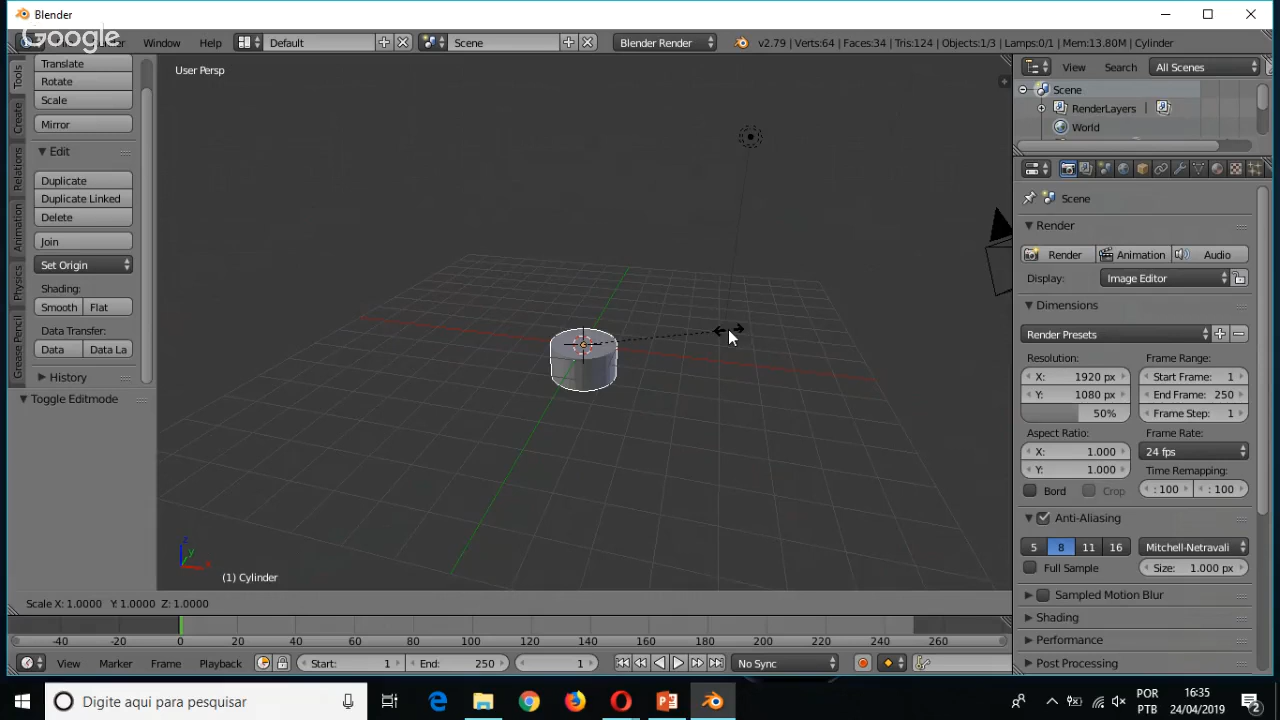 Blender
Google
Window Help Default Scene Blender Render v2.79 | Verts:64 | Faces:34 | Tris:124 | Objects:1/3 | Lamps:0/1 | Mem:13.80M | Cylinder
Tools
Create
Relations
Animation
Physics
Grease Pencil
Translate
Rotate
Scale
Mirror
Edit
Duplicate
Duplicate Linked
Delete
Join
Set Origin
Shading:
Smooth Flat
Data Transfer:
Data Data La
History
Toggle Editmode
User Persp
z
y
x
(1) Cylinder
Scale X: 1.0000 Y: 1.0000 Z: 1.0000
View Search All Scenes
Scene
RenderLayers |
World
Scene
Render
Render Animation Audio
Display: Image Editor
Dimensions
Render Presets
Resolution: Frame Range:
X: 1920 px Start Frame: 1
Y: 1080 px End Frame: 250
50% Frame Step: 1
Aspect Ratio: Frame Rate:
X: 1.000 24 fps
Y: 1.000 Time Remapping:
Bord Crop : 100 : 100
Anti-Aliasing
5 8 11 16 Mitchell-Netravali
Full Sample Size: 1.000 px
Sampled Motion Blur
Shading
Performance
Post Processing
-40 -20 0 20 40 60 80 100 120 140 160 180 200 220 240 260
View Marker Frame Playback Start: 1 End: 250 1 No Sync
Digite aqui para pesquisar
POR
PTB
16:35
24/04/2019
2